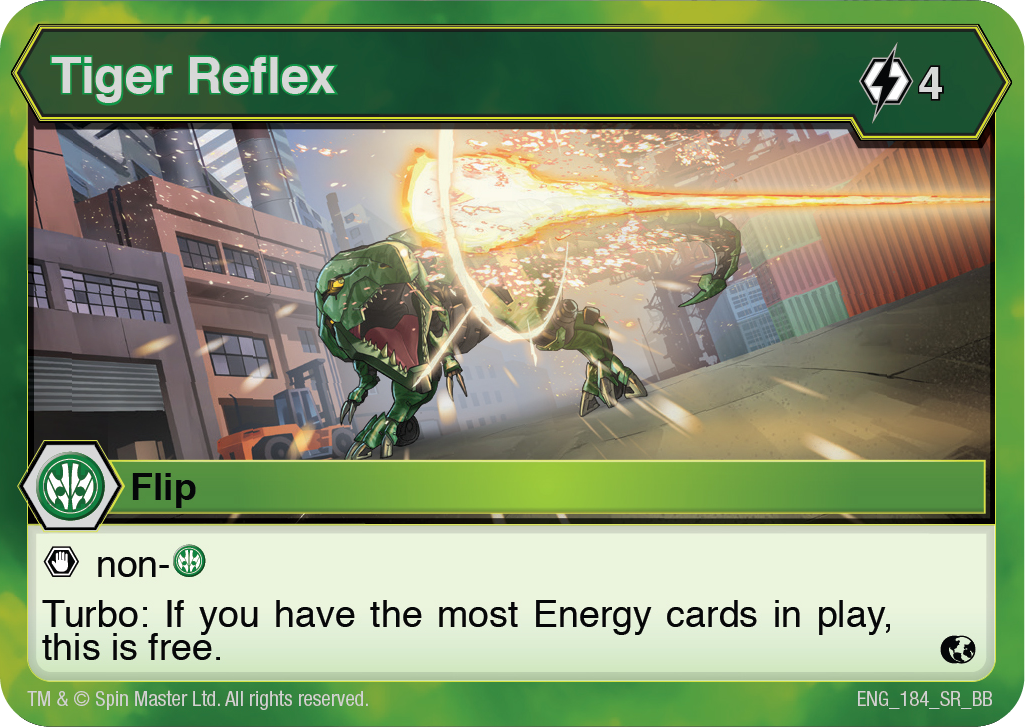 Tiger Reflex
4
Flip
non-
Turbo: If you have the most Energy cards in play,
this is free.
TM & © Spin Master Ltd. All rights reserved.
ENG_184_SR_BB